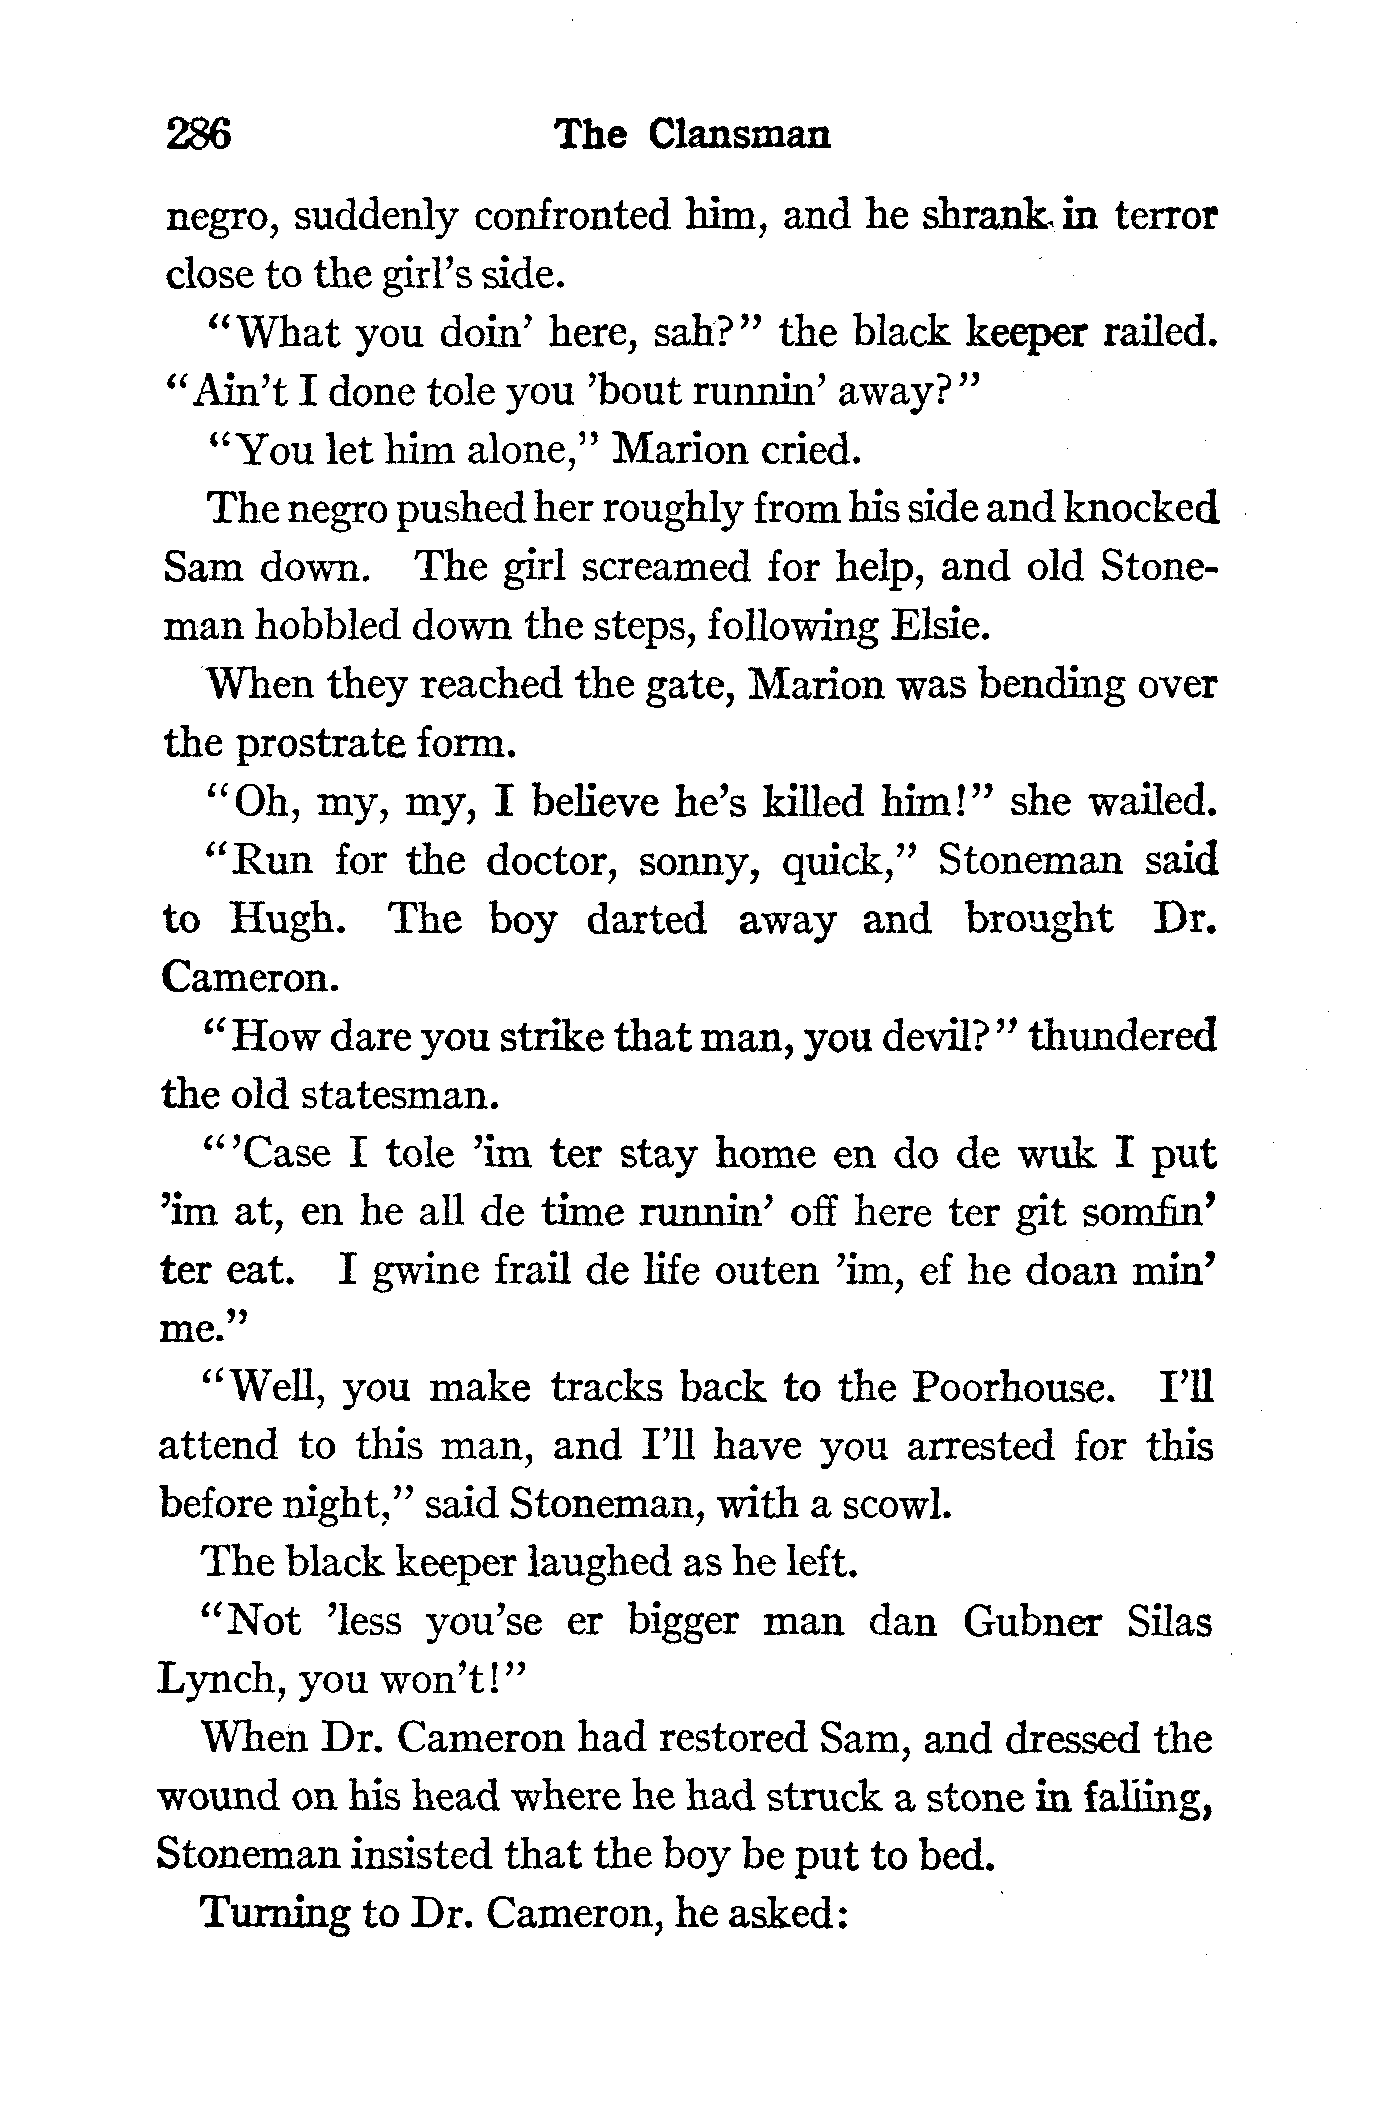 286 The Clansman
negro, suddenly confronted him, and he shrank in terror
close to the girl's side.
"What you doin' here, sah?" the black keeper railed.
"Ain't I done tole you 'bout runnin' away?"
"You let him alone," Marion cried.
The negro pushed her roughly from his side and knocked
Sam down. The girl screamed for help, and old Stone-
man hobbled down the steps, following Elsie.
When they reached the gate, Marion was bending over
the prostrate form.
"Oh, my, my, I believe he's killed him!" she wailed.
"Run for the doctor, sonny, quick," Stoneman said
to Hugh. The boy darted away and brought Dr.
Cameron.
"How dare you strike that man, you devil?" thundered
the old statesman.
"'Case I tole 'im ter stay home en do de wuk I put
'im at, en he all de time runnin' off here ter git somfin'
ter eat. I gwine frail de life outen 'im, ef he doan min'
me."
"Well, you make tracks back to the Poorhouse. I'll
attend to this man, and I'll have you arrested for this
before night," said Stoneman, with a scowl.
The black keeper laughed as he left.
"Not 'less you'se er bigger man dan Gubner Silas
Lynch, you won't!"
When Dr. Cameron had restored Sam, and dressed the
wound on his head where he had struck a stone in falling,
Stoneman insisted that the boy be put to bed.
Turning to Dr. Cameron, he asked: